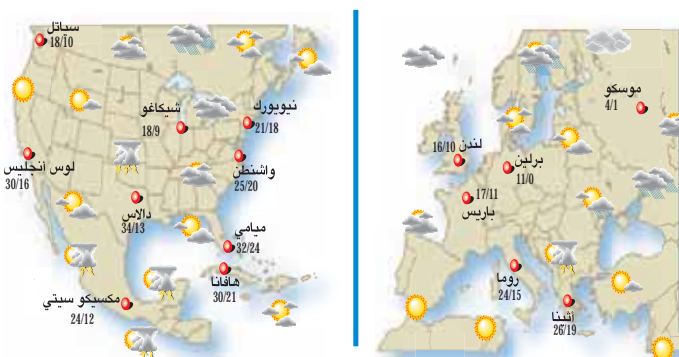 موسكو
4/1
لندن
16/10
برلين
11/0
17/11
باريس
روما
24/15
أثينا
26/19
سياتل
18/10
شيكاغو
18/9
نيويورك
21/18
واشنطن
25/20
لوس أنجليس
30/16
دالاس
34/13
ميامي
32/24
هافانا
30/21
مكسيكو سيتي
24/12